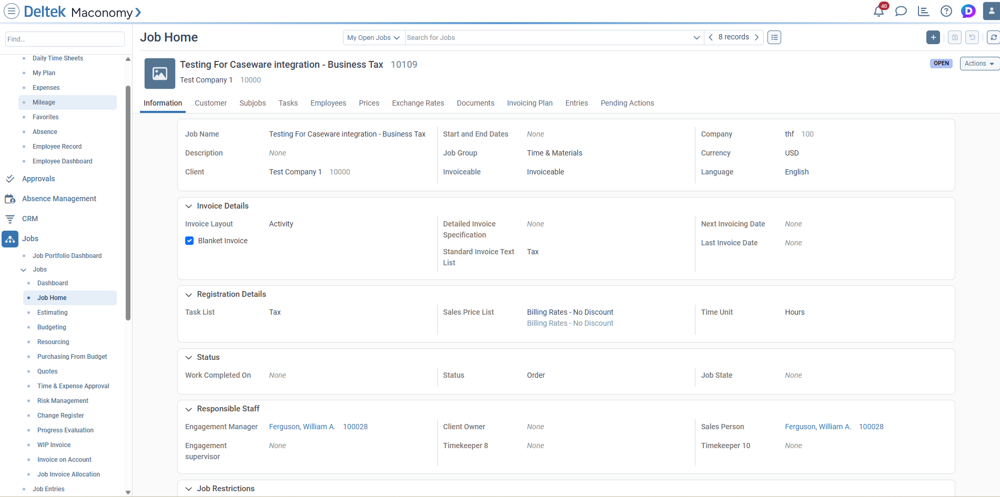 Deltek Maconomy
40
Find...
Daily Time Sheets
My Plan
Expenses
Mileage
Favorites
Absence
Employee Record
Employee Dashboard
Approvals
Absence Management
CRM
Jobs
Job Portfolio Dashboard
Jobs
Dashboard
Job Home
Estimating
Budgeting
Resourcing
Purchasing From Budget
Quotes
Time & Expense Approval
Risk Management
Change Register
Progress Evaluation
WIP Invoice
Invoice on Account
Job Invoice Allocation
Job Entries
Job Home
My Open Jobs Search for Jobs 8 records
Testing For Caseware integration - Business Tax 10109
OPEN Actions
Test Company 1 10000
Information Customer Subjobs Tasks Employees Prices Exchange Rates Documents Invoicing Plan Entries Pending Actions
Job Name Testing For Caseware integration - Business Tax Start and End Dates None Company thf 100
Description None Job Group Time & Materials Currency USD
Client Test Company 1 10000 Invoiceable Invoiceable Language English
Invoice Details
Invoice Layout Activity Detailed Invoice Specification None Next Invoicing Date None
Blanket Invoice Standard Invoice Text List Tax Last Invoice Date None
Registration Details
Task List Tax Sales Price List Billing Rates - No Discount Time Unit Hours
Billing Rates - No Discount
Status
Work Completed On None Status Order Job State None
Responsible Staff
Engagement Manager Ferguson, William A. 100028 Client Owner None Sales Person Ferguson, William A. 100028
Engagement supervisor None Timekeeper 8 None Timekeeper 10 None
Job Restrictions